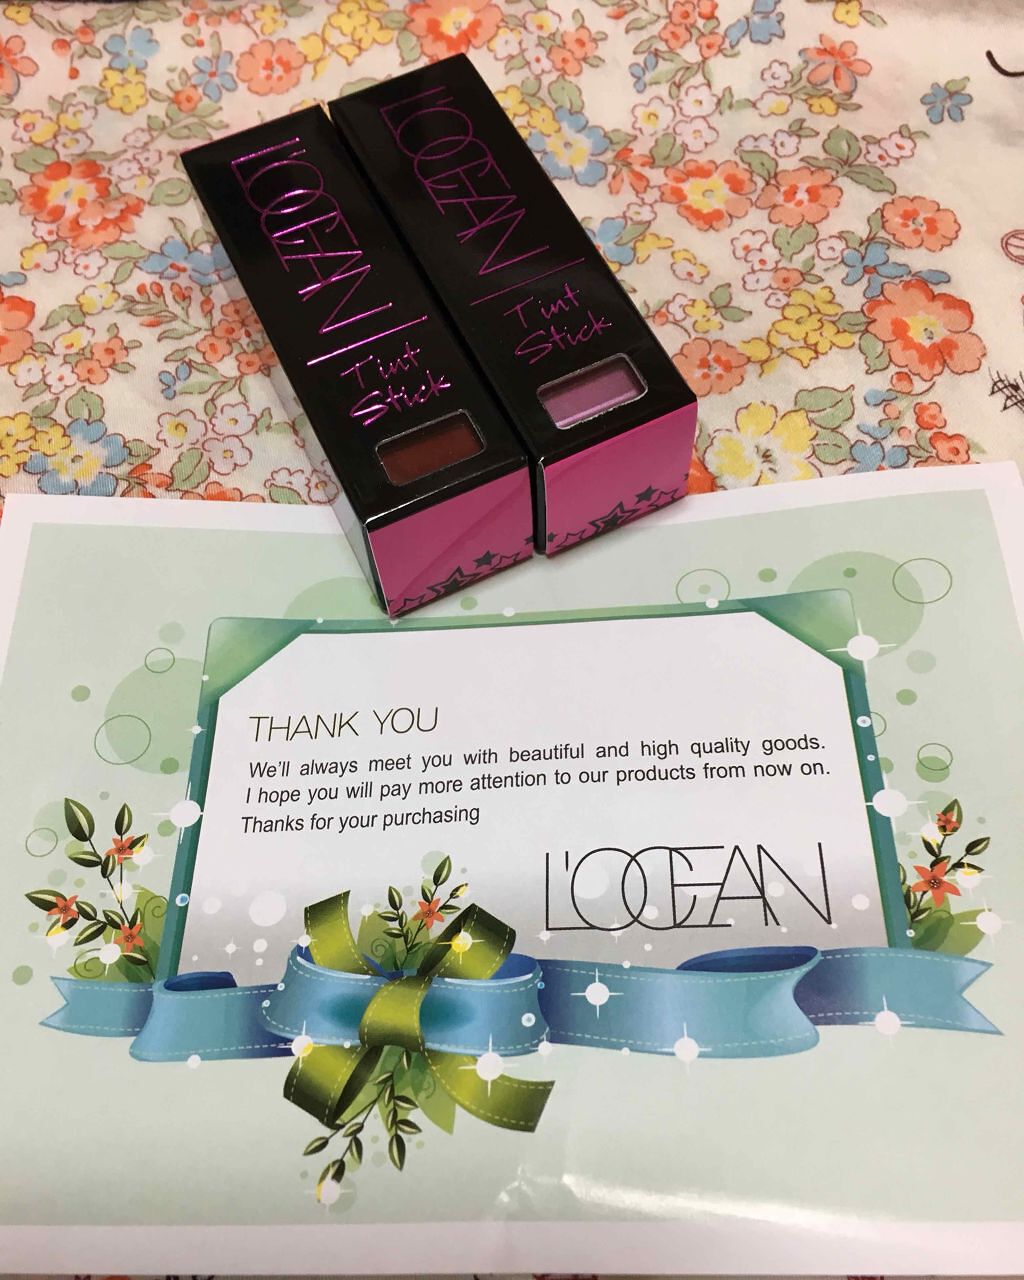 L'OCEAN
Tint
Stick
L'OCEAN
Tint
Stick
THANK YOU
We'll always meet you with beautiful and high quality goods.
I hope you will pay more attention to our products from now on.
Thanks for your purchasing
L'OCEAN